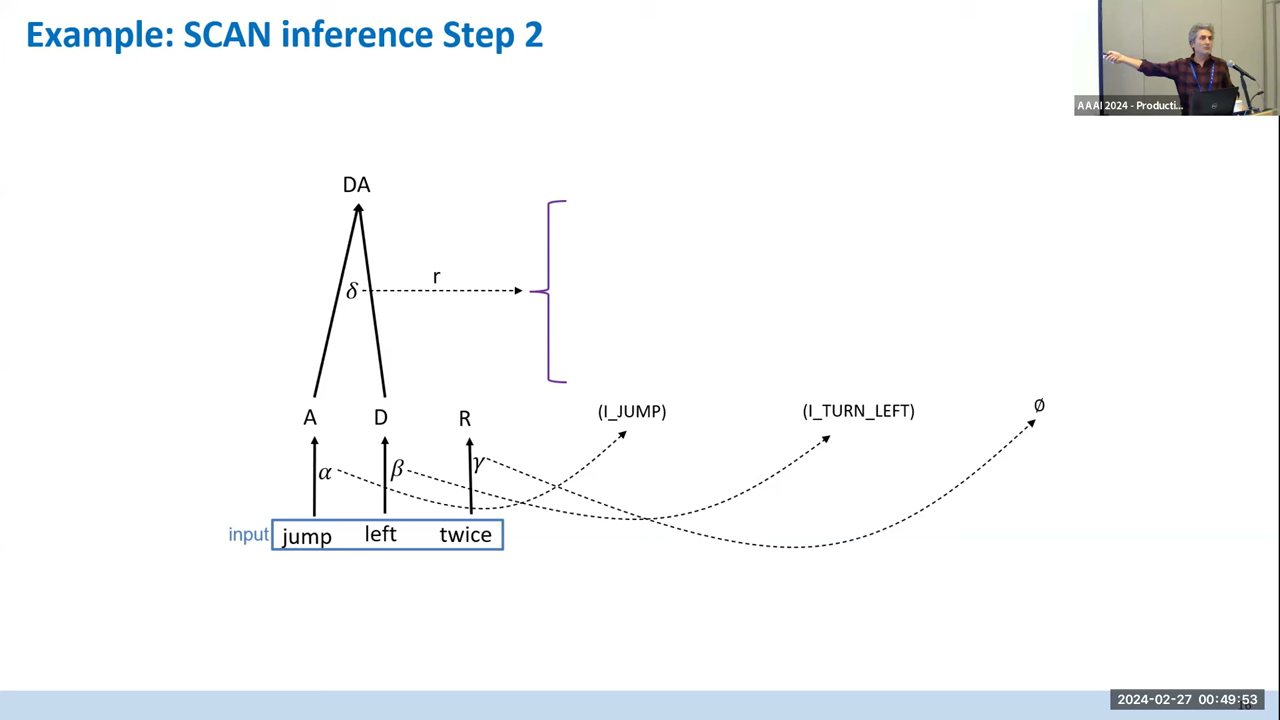 Example: SCAN inference Step 2
AAAI 2024 - Producti...
DA
r
δ
A D R (I_JUMP) (I_TURN_LEFT) ∅
α β γ
input jump left twice
2024-02-27 00:49:53